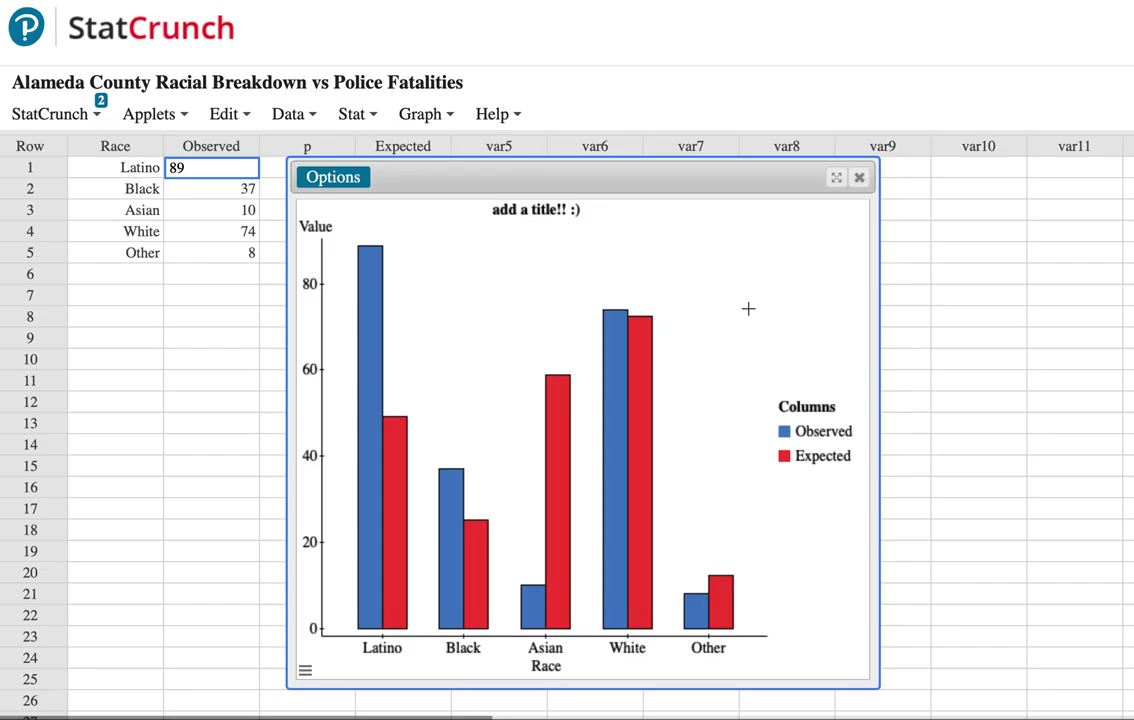 StatCrunch
Alameda County Racial Breakdown vs Police Fatalities
StatCrunch 2 Applets Edit Data Stat Graph Help
Row Race Observed p Expected var5 var6 var7 var8 var9 var10 var11
1 Latino 89
2 Black 37
3 Asian 10
4 White 74
5 Other 8
6
7
8
9
10
11
12
13
14
15
16
17
18
19
20
21
22
23
24
25
26
27
Options
add a title!! :)
Value
80
60
40
20
0
Latino Black Asian White Other
Race
Columns
Observed
Expected